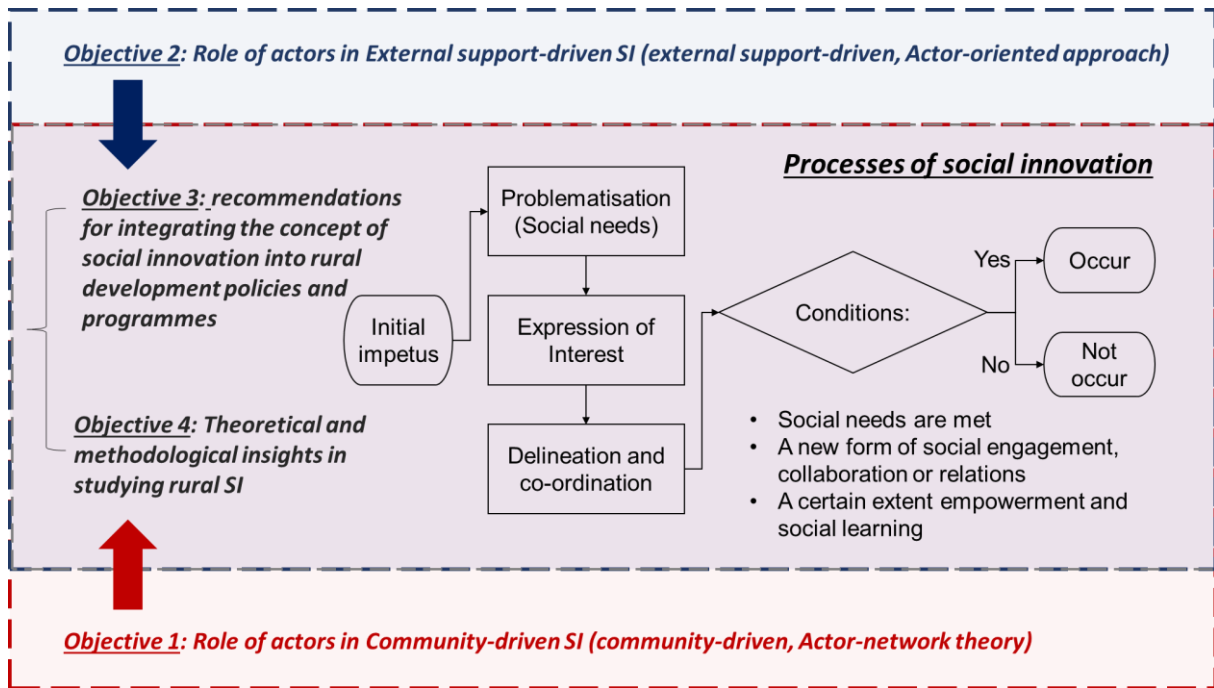 Objective 2: Role of actors in External support-driven SI (external support-driven, Actor-oriented approach)
Processes of social innovation
Objective 3: recommendations
for integrating the concept of
social innovation into rural
development policies and
programmes
Objective 4: Theoretical and
methodological insights in
studying rural SI
Initial
impetus
Problematisation
(Social needs)
Expression of
Interest
Delineation and
co-ordination
Conditions:
Yes
Occur
No
Not
occur
• Social needs are met
• A new form of social engagement,
collaboration or relations
• A certain extent empowerment and
social learning
Objective 1: Role of actors in Community-driven SI (community-driven, Actor-network theory)